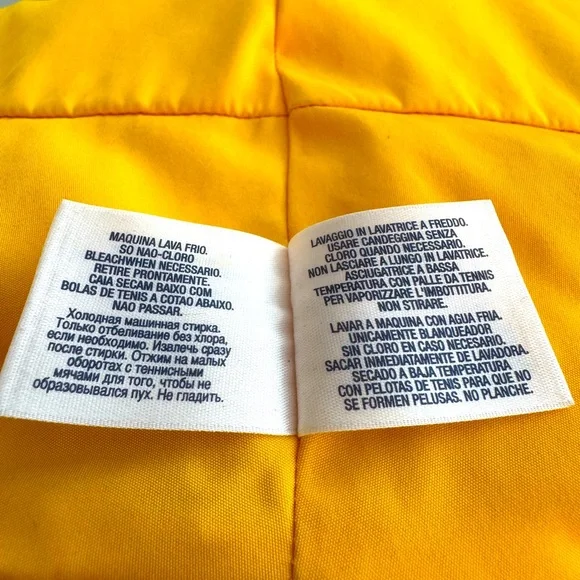 MAQUINA LAVA FRIO.
SO NAO-CLORO
BLEACHWHEN NECESSARIO.
RETIRE PRONTAMENTE.
CAIA SECAM BAIXO COM
BOLAS DE TENIS A COTAO ABAIXO.
NAO PASSAR.
Холодная машинная стирка.
Только отбеливание без хлора,
если необходимо. Извлечь сразу
после стирки. Отжим на малых
оборотах с теннисными
мячами для того, чтобы не
образовывался пух. Не гладить.
LAVAGGIO IN LAVATRICE A FREDDO.
USARE CANDEGGINA SENZA
CLORO QUANDO NECESSARIO.
NON LASCIARE A LUNGO IN LAVATRICE.
ASCIUGATRICE A BASSA
TEMPERATURA CON PALLE DA TENNIS
PER VAPORIZZARE L'IMBOTTITURA.
NON STIRARE.
LAVAR A MAQUINA CON AGUA FRIA.
UNICAMENTE BLANQUEADOR
SIN CLORO EN CASO NECESARIO.
SACAR INMEDIATAMENTE DE LAVADORA.
SECADO A BAJA TEMPERATURA
CON PELOTAS DE TENIS PARA QUE NO
SE FORMEN PELUSAS. NO PLANCHE.